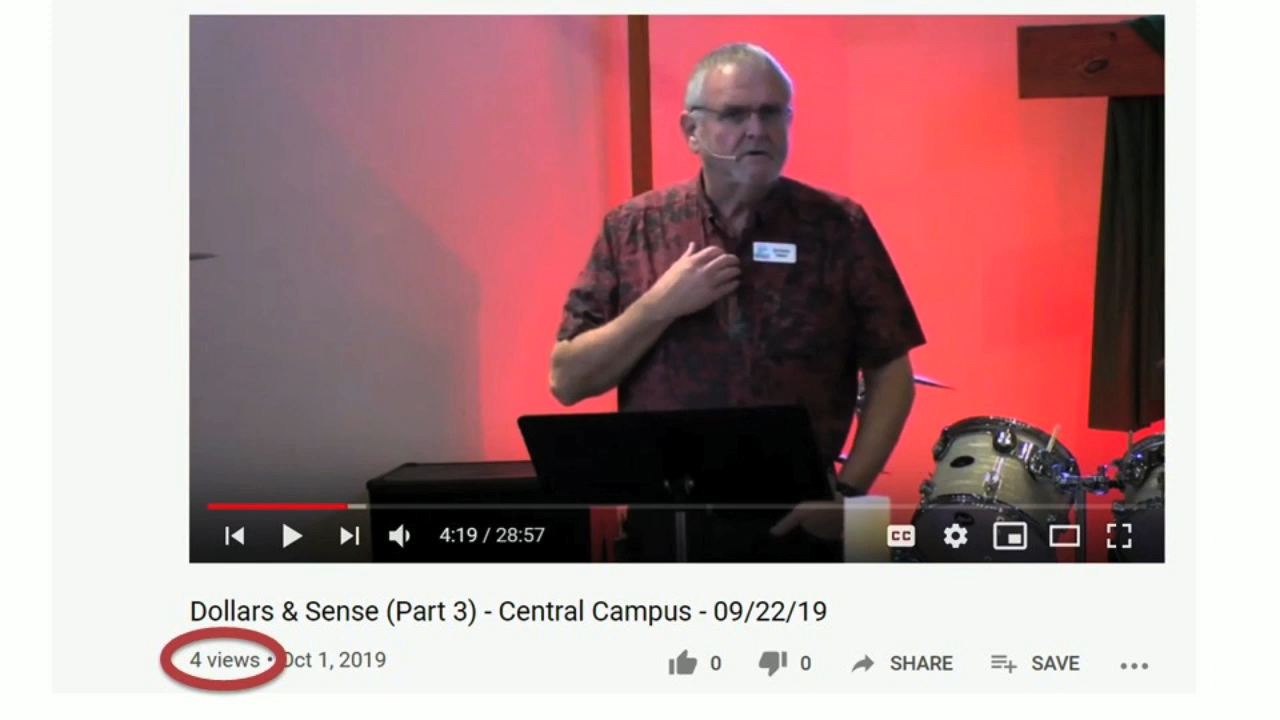 CC
4:19 / 28:57
Dollars & Sense (Part 3) - Central Campus - 09/22/19
4 views • Oct 1, 2019
0
0
SHARE
SAVE